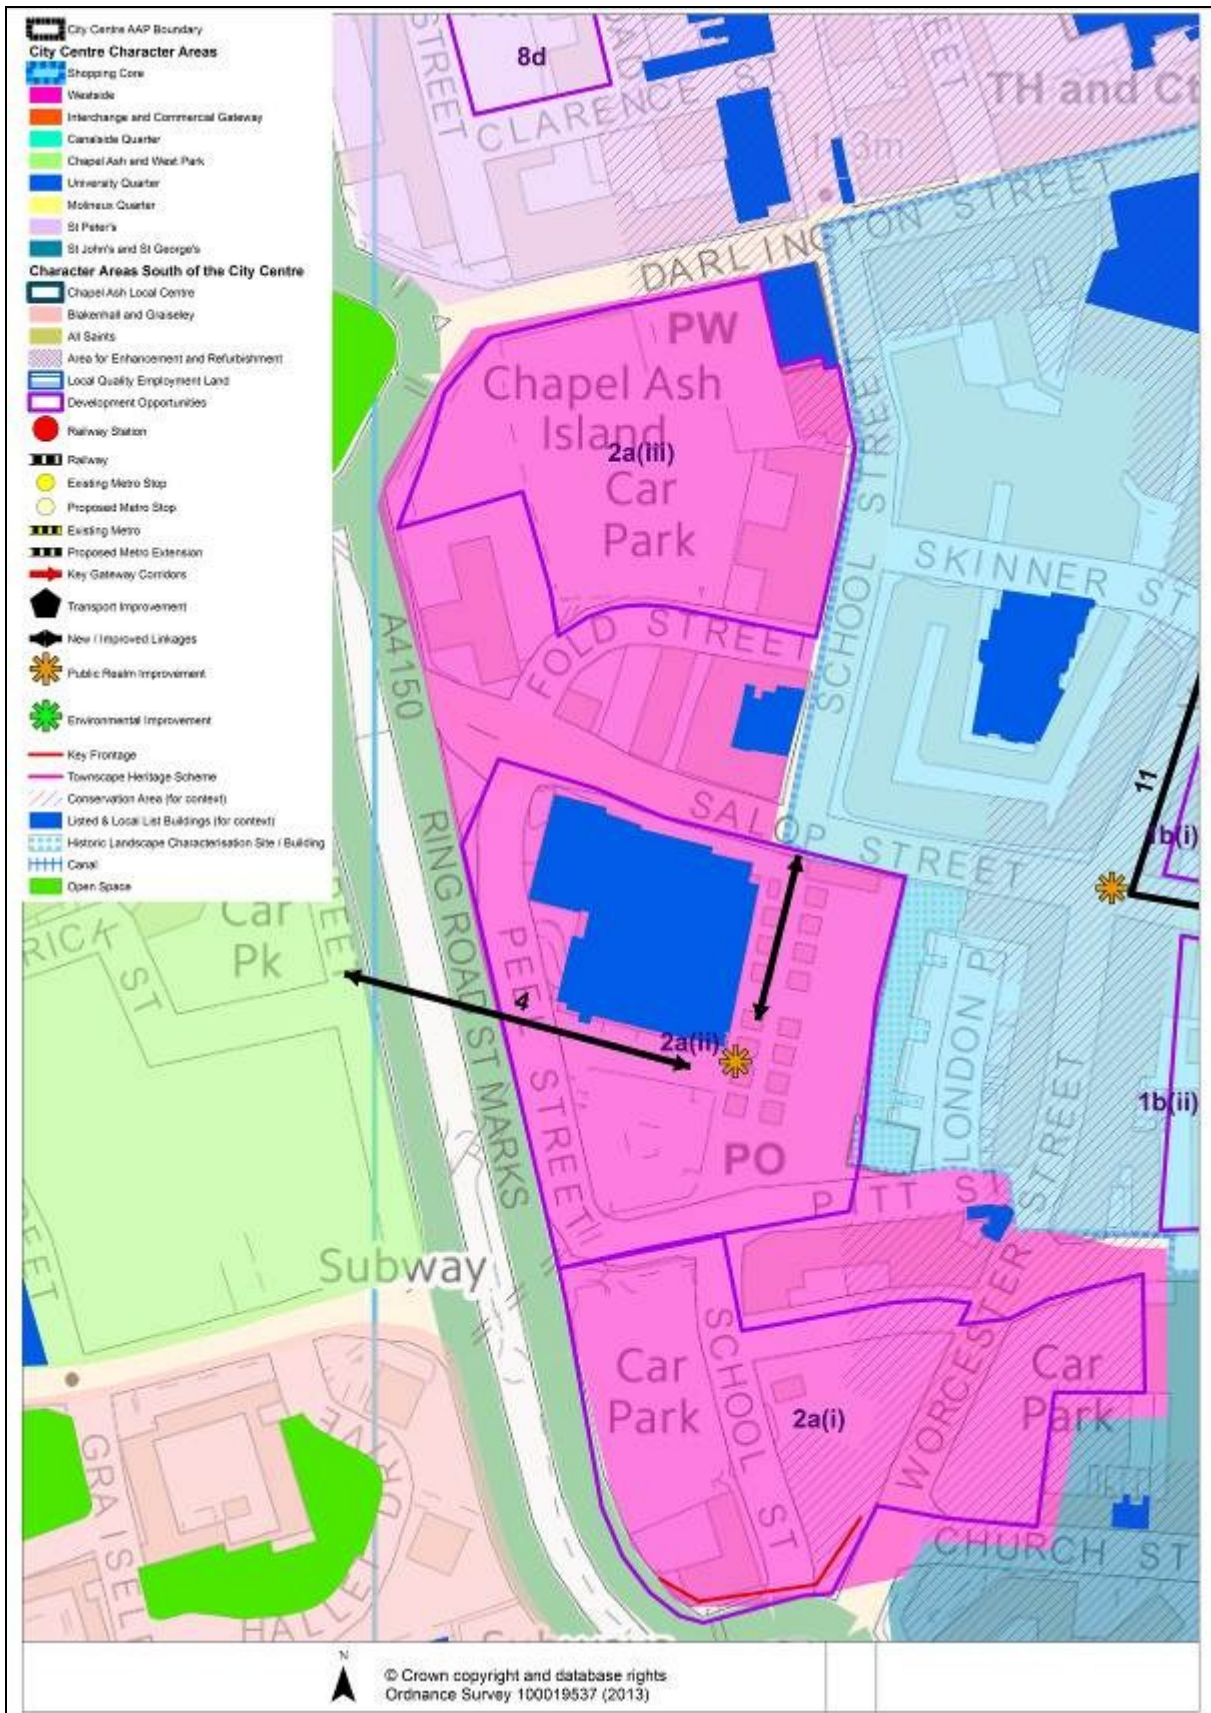 City Centre AAP Boundary
City Centre Character Areas
Shopping Core
Westside
Interchange and Commercial Gateway
Canalside Quarter
Chapel Ash and West Park
University Quarter
Molineux Quarter
St Peter's
St John's and St George's
Character Areas South of the City Centre
Chapel Ash Local Centre
Blakenhall and Graiseley
All Saints
Area for Enhancement and Refurbishment
Local Quality Employment Land
Development Opportunities
Railway Station
Railway
Existing Metro Stop
Proposed Metro Stop
Existing Metro
Proposed Metro Extension
Key Gateway Corridors
Transport Improvement
New / Improved Linkages
Public Realm Improvement
Environmental Improvement
Key Frontage
Townscape Heritage Scheme
Conservation Area (for context)
Listed & Local List Buildings (for context)
Historic Landscape Characterisation Site / Building
Canal
Open Space
STREET
8d
CLARENCE ST
TH and Ct
DARLINGTON STREET
PW
Chapel Ash
Island
2a(iii)
Car
Park
SCHOOL STREET
SKINNER ST
FOLD STREET
A4150
SALOP STREET
11
1b(i)
RING ROAD ST MARKS
Car
Pk
RICK ST
REET
PEEL STREET
4
2a(ii)
LONDON P
STREET
1b(ii)
PO
PITT ST
Subway
REET
Car
Park
SCHOOL ST
2a(i)
WORCESTER
Car
Park
CHURCH ST
GRAISEL
HALLET DRIVE
N
© Crown copyright and database rights
Ordnance Survey 100019537 (2013)